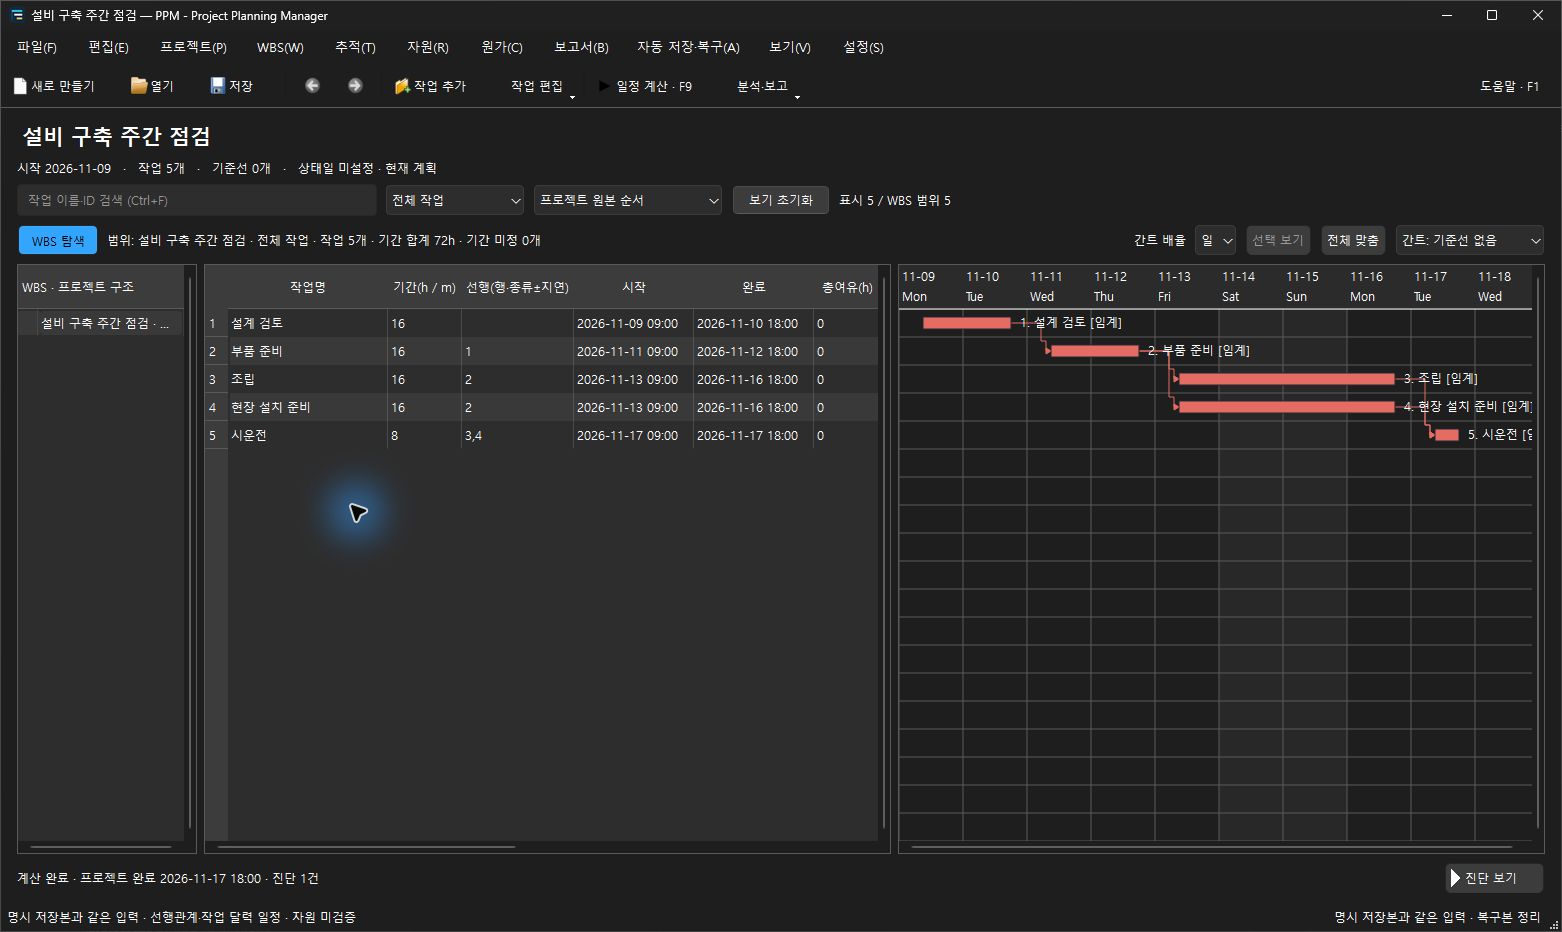 설비 구축 주간 점검 — PPM - Project Planning Manager
파일(F) 편집(E) 프로젝트(P) WBS(W) 추적(T) 자원(R) 원가(C) 보고서(B) 자동 저장·복구(A) 보기(V) 설정(S)
새로 만들기 열기 저장 작업 추가 작업 편집 일정 계산 · F9 분석·보고 도움말 · F1
설비 구축 주간 점검
시작 2026-11-09 · 작업 5개 · 기준선 0개 · 상태일 미설정 · 현재 계획
작업 이름·ID 검색 (Ctrl+F) 전체 작업 프로젝트 원본 순서 보기 초기화 표시 5 / WBS 범위 5
WBS 탐색 범위: 설비 구축 주간 점검 · 전체 작업 · 작업 5개 · 기간 합계 72h · 기간 미정 0개 간트 배율 일 선택 보기 전체 맞춤 간트: 기준선 없음
WBS · 프로젝트 구조
설비 구축 주간 점검 · ...
작업명 기간(h / m) 선행(행·종류±지연) 시작 완료 총여유(h)
1 설계 검토 16 2026-11-09 09:00 2026-11-10 18:00 0
2 부품 준비 16 1 2026-11-11 09:00 2026-11-12 18:00 0
3 조립 16 2 2026-11-13 09:00 2026-11-16 18:00 0
4 현장 설치 준비 16 2 2026-11-13 09:00 2026-11-16 18:00 0
5 시운전 8 3,4 2026-11-17 09:00 2026-11-17 18:00 0
11-09 11-10 11-11 11-12 11-13 11-14 11-15 11-16 11-17 11-18
Mon Tue Wed Thu Fri Sat Sun Mon Tue Wed
1. 설계 검토 [임계]
2. 부품 준비 [임계]
3. 조립 [임계]
4. 현장 설치 준비 [임계]
5. 시운전 [임
계산 완료 · 프로젝트 완료 2026-11-17 18:00 · 진단 1건 진단 보기
명시 저장본과 같은 입력 · 선행관계·작업 달력 일정 · 자원 미검증 명시 저장본과 같은 입력 · 복구본 정리